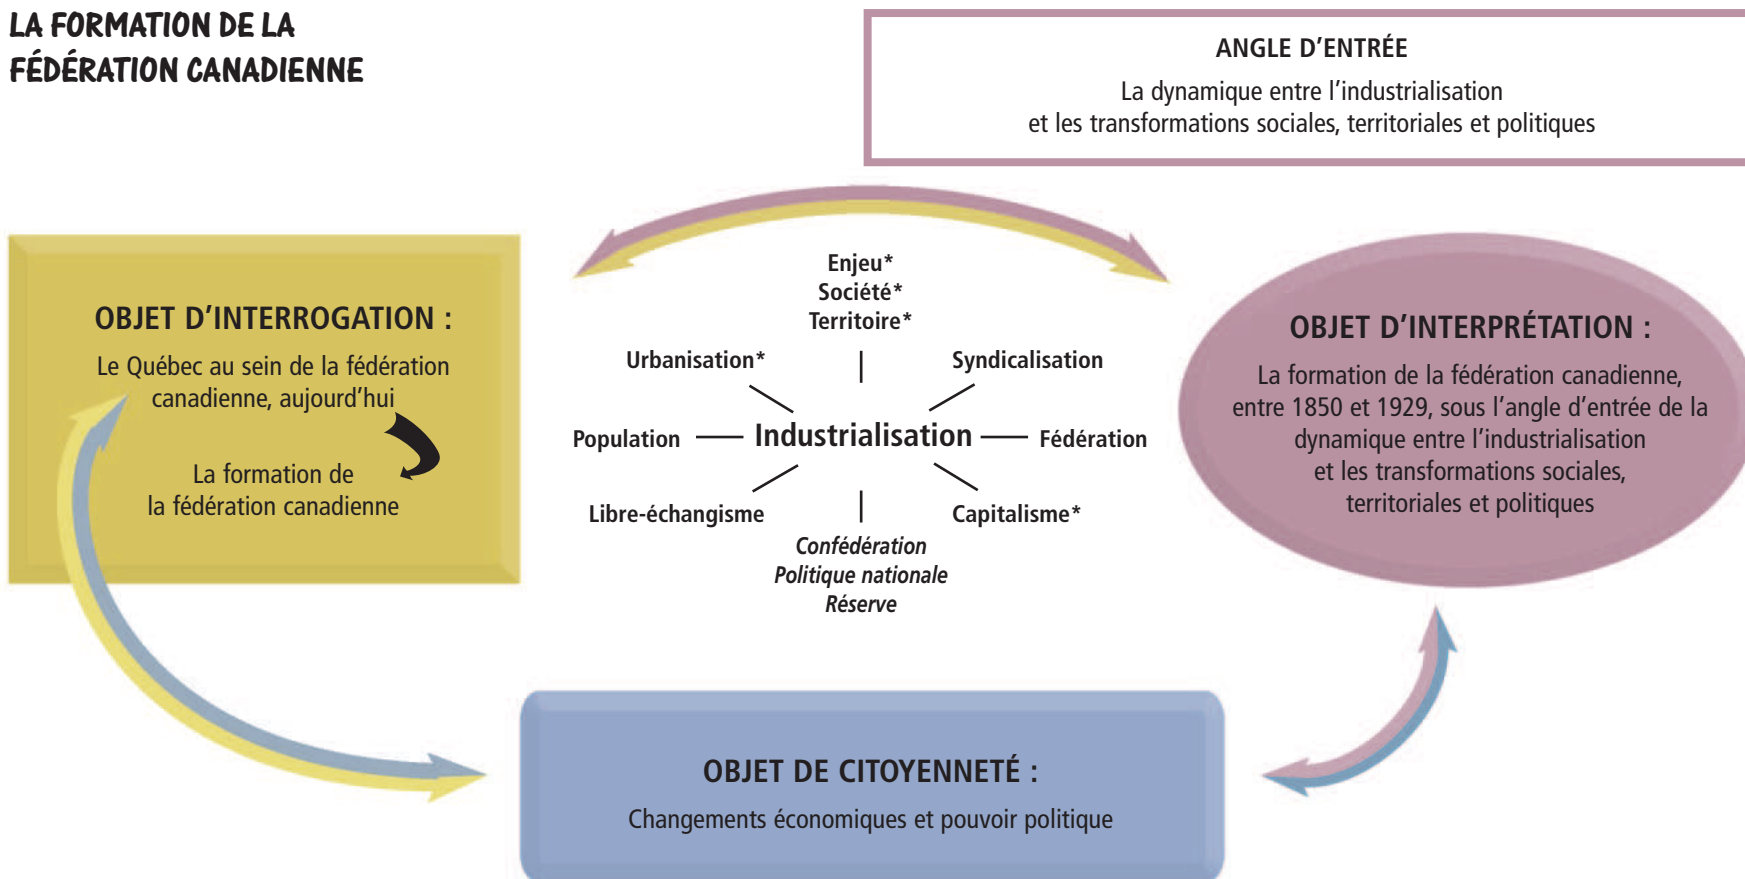 LA FORMATION DE LA
FÉDÉRATION CANADIENNE
ANGLE D'ENTRÉE
La dynamique entre l'industrialisation
et les transformations sociales, territoriales et politiques
OBJET D'INTERROGATION :
Le Québec au sein de la fédération
canadienne, aujourd'hui
La formation de
la fédération canadienne
Enjeu*
Société*
Territoire*
Urbanisation*
Syndicalisation
Population
Industrialisation
Fédération
Libre-échangisme
Capitalisme*
Confédération
Politique nationale
Réserve
OBJET D'INTERPRÉTATION :
La formation de la fédération canadienne,
entre 1850 et 1929, sous l'angle d'entrée de la
dynamique entre l'industrialisation
et les transformations sociales,
territoriales et politiques
OBJET DE CITOYENNETÉ :
Changements économiques et pouvoir politique